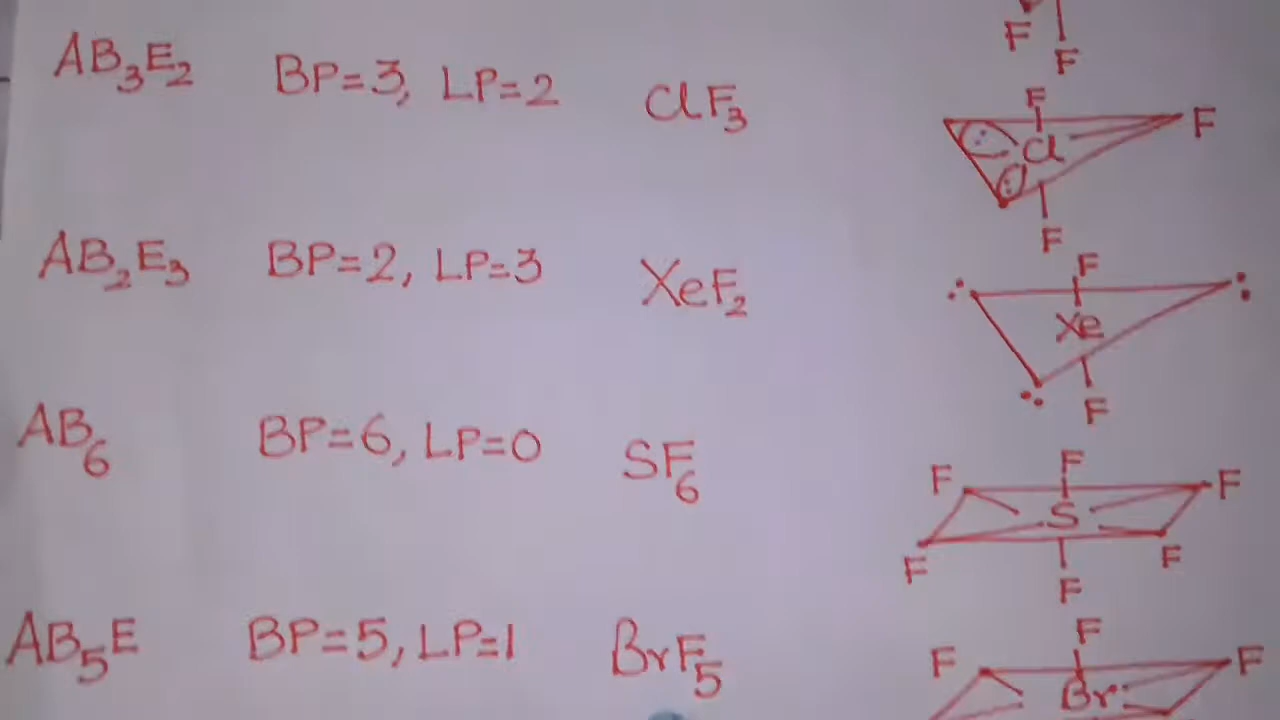 F
F
AB₃E₂ BP=3, LP=2 ClF₃
F
F
Cl
F
AB₂E₃ BP=2, LP=3 XeF₂
F
Xe
F
AB₆ BP=6, LP=0 SF₆
F
F
F
S
F
F
F
AB₅E BP=5, LP=1 BrF₅
F
F
F
Br